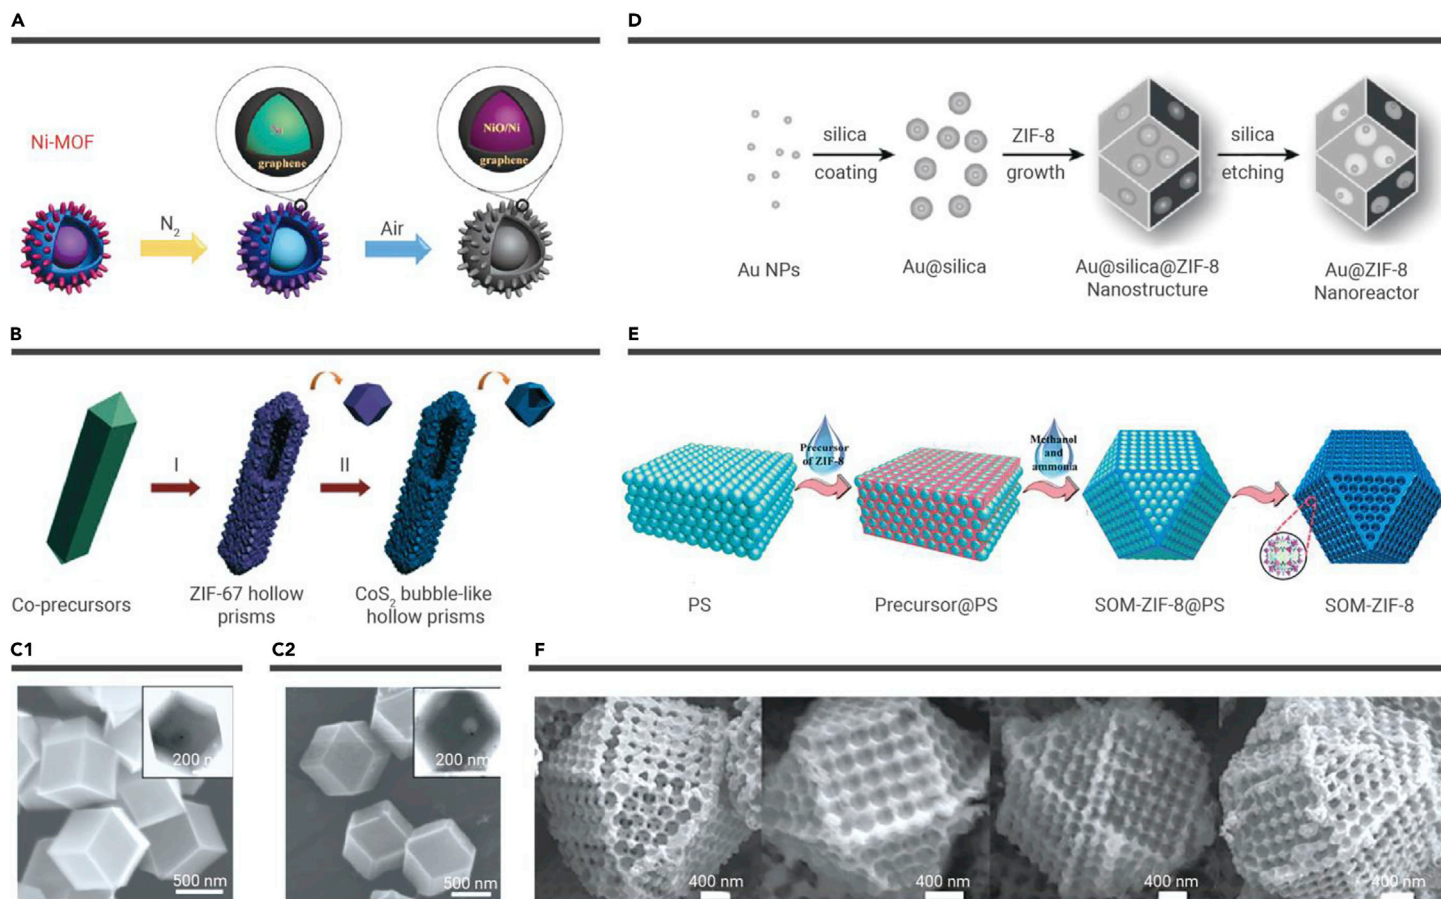 A
Ni-MOF
N2
Ni
graphene
Air
NiO/Ni
graphene
D
silica
coating
ZIF-8
growth
silica
etching
Au NPs
Au@silica
Au@silica@ZIF-8
Nanostructure
Au@ZIF-8
Nanoreactor
B
I
II
Co-precursors
ZIF-67 hollow
prisms
CoS2 bubble-like
hollow prisms
E
Precursor
of ZIF-8
Methanol
and
ammonia
PS
Precursor@PS
SOM-ZIF-8@PS
SOM-ZIF-8
C1
200 nm
500 nm
C2
200 nm
500 nm
F
400 nm
400 nm
400 nm
400 nm